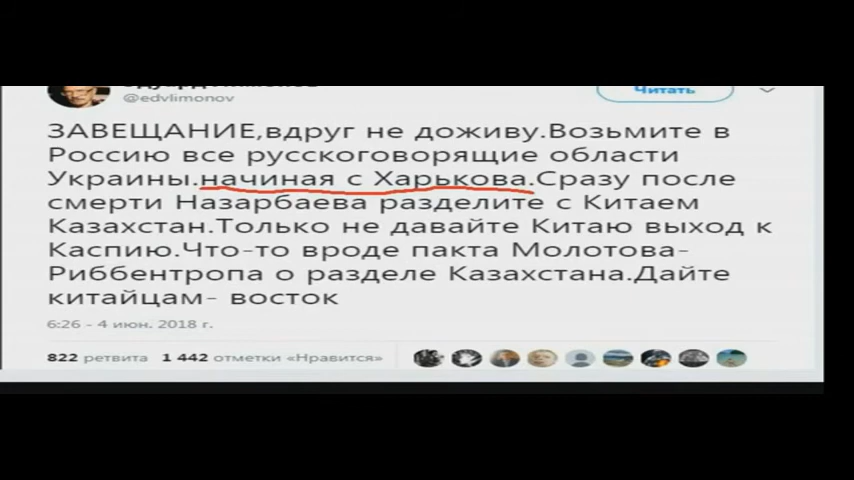 @edvlimonov
Читать
ЗАВЕЩАНИЕ,вдруг не доживу.Возьмите в
Россию все русскоговорящие области
Украины.начиная с Харькова.Сразу после
смерти Назарбаева разделите с Китаем
Казахстан.Только не давайте Китаю выход к
Каспию.Что-то вроде пакта Молотова-
Риббентропа о разделе Казахстана.Дайте
китайцам- восток
6:26 - 4 июн. 2018 г.
822 ретвита 1 442 отметки «Нравится»